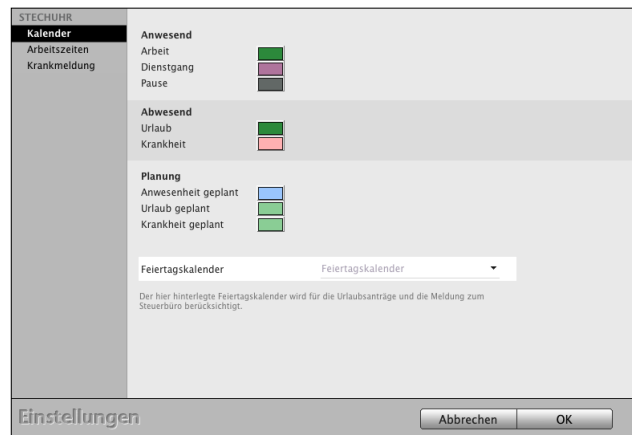 STECHUHR
Kalender
Arbeitszeiten
Krankmeldung
Anwesend
Arbeit
Dienstgang
Pause
Abwesend
Urlaub
Krankheit
Planung
Anwesenheit geplant
Urlaub geplant
Krankheit geplant
Feiertagskalender Feiertagskalender
Der hier hinterlegte Feiertagskalender wird für die Urlaubsanträge und die Meldung zum
Steuerbüro berücksichtigt.
Einstellungen
Abbrechen OK